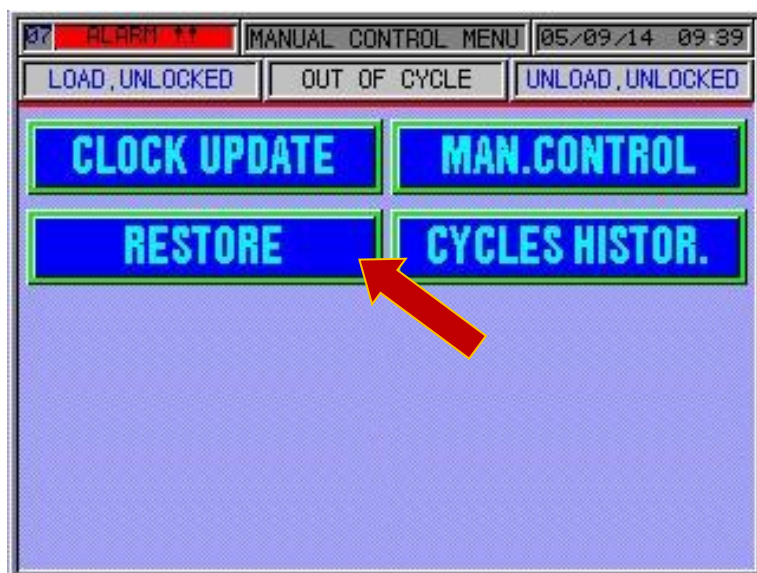 07 ALARM !! MANUAL CONTROL MENU 05/09/14 09:39
LOAD,UNLOCKED OUT OF CYCLE UNLOAD,UNLOCKED
CLOCK UPDATE MAN.CONTROL
RESTORE CYCLES HISTOR.